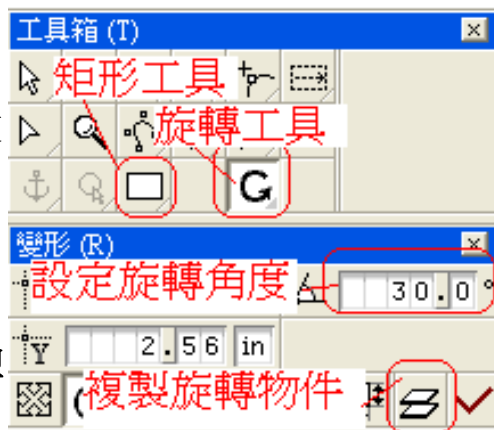 工具箱 (T)
矩形工具
旋轉工具
變形 (R)
設定旋轉角度
30.0 °
Y 2.56 in
複製旋轉物件